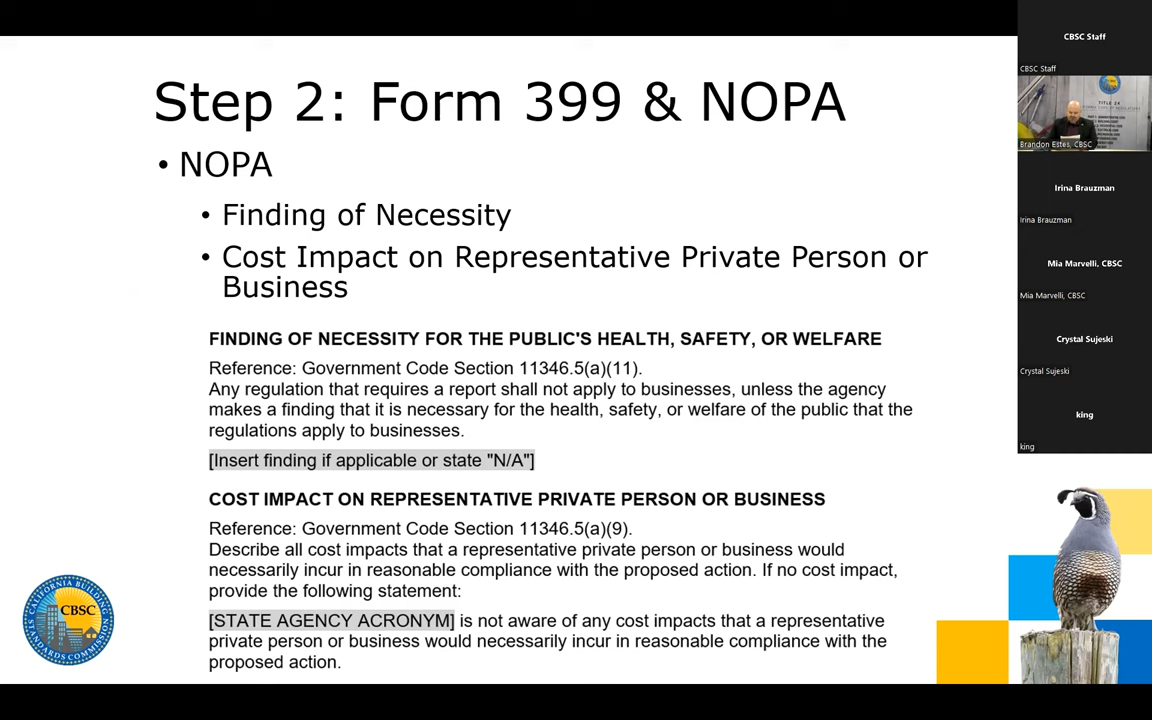 Step 2: Form 399 & NOPA
• NOPA
• Finding of Necessity
• Cost Impact on Representative Private Person or
Business
FINDING OF NECESSITY FOR THE PUBLIC'S HEALTH, SAFETY, OR WELFARE
Reference: Government Code Section 11346.5(a)(11).
Any regulation that requires a report shall not apply to businesses, unless the agency
makes a finding that it is necessary for the health, safety, or welfare of the public that the
regulations apply to businesses.
[Insert finding if applicable or state "N/A"]
COST IMPACT ON REPRESENTATIVE PRIVATE PERSON OR BUSINESS
Reference: Government Code Section 11346.5(a)(9).
Describe all cost impacts that a representative private person or business would
necessarily incur in reasonable compliance with the proposed action. If no cost impact,
provide the following statement:
[STATE AGENCY ACRONYM] is not aware of any cost impacts that a representative
private person or business would necessarily incur in reasonable compliance with the
proposed action.
CALIFORNIA BUILDING STANDARDS COMMISSION
CBSC
CBSC Staff
CBSC Staff
TITLE 24
Brandon Estes, CBSC
Irina Brauzman
Irina Brauzman
Mia Marvelli, CBSC
Mia Marvelli, CBSC
Crystal Sujeski
Crystal Sujeski
king
king